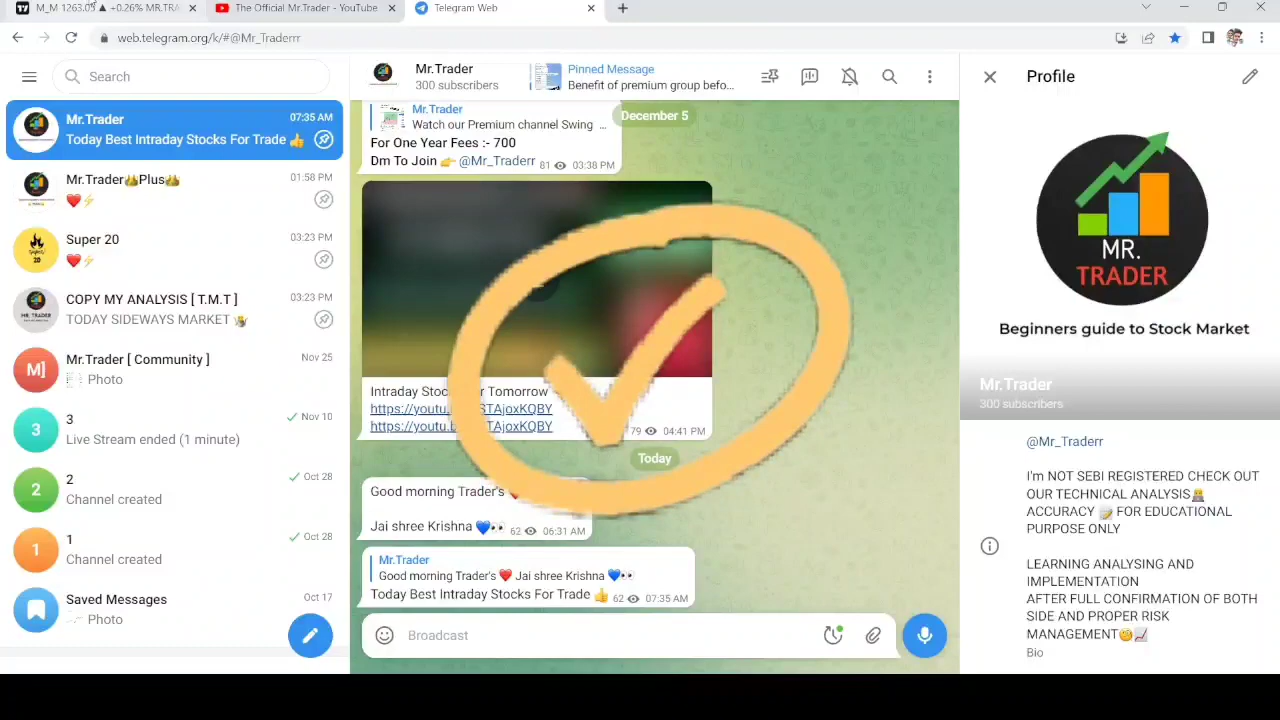 M_M 1263.05 ▲ +0.26% MR.TRA
The Official Mr.Trader - YouTube
Telegram Web
web.telegram.org/k/#@Mr_Traderrr
Search
Mr.Trader
07:35 AM
Today Best Intraday Stocks For Trade 👍
Mr.Trader👑Plus👑
01:58 PM
❤️⚡
Super 20
03:23 PM
❤️⚡
COPY MY ANALYSIS [ T.M.T ]
03:23 PM
TODAY SIDEWAYS MARKET
Mr.Trader [ Community ]
Nov 25
Photo
3
Nov 10
Live Stream ended (1 minute)
2
Oct 28
Channel created
1
Oct 28
Channel created
Saved Messages
Oct 17
Photo
Mr.Trader
300 subscribers
Pinned Message
Benefit of premium group befo...
December 5
Mr.Trader
Watch our Premium channel Swing ...
For One Year Fees :- 700
Dm To Join 👉 @Mr_Traderr
81 03:38 PM
Intraday Tomorrow
https://youtu. STAjoxKQBY
https://youtu. STAjoxKQBY
79 04:41 PM
Today
Good morning Trader's
Jai shree Krishna 💙👀
62 06:31 AM
Mr.Trader
Good morning Trader's ❤️ Jai shree Krishna 💙👀
Today Best Intraday Stocks For Trade 👍
62 07:35 AM
Broadcast
Profile
MR.
TRADER
Beginners guide to Stock Market
Mr.Trader
300 subscribers
@Mr_Traderr
I'm NOT SEBI REGISTERED CHECK OUT
OUR TECHNICAL ANALYSIS
ACCURACY 📝 FOR EDUCATIONAL
PURPOSE ONLY
LEARNING ANALYSING AND
IMPLEMENTATION
AFTER FULL CONFIRMATION OF BOTH
SIDE AND PROPER RISK
MANAGEMENT🧐📈
Bio